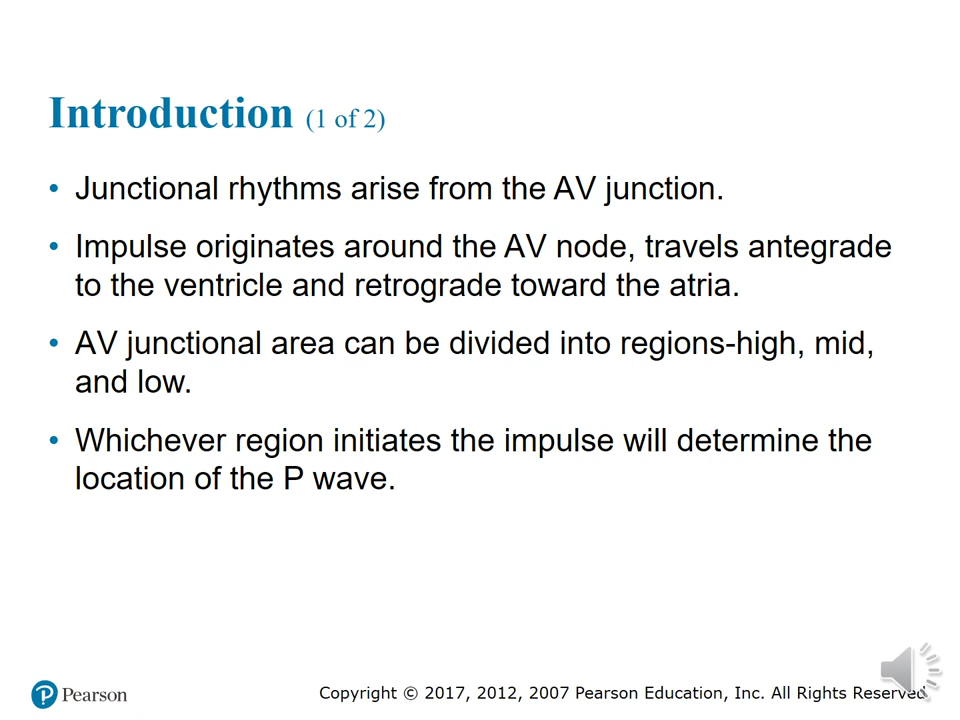 Introduction (1 of 2)
• Junctional rhythms arise from the AV junction.
• Impulse originates around the AV node, travels antegrade
to the ventricle and retrograde toward the atria.
• AV junctional area can be divided into regions-high, mid,
and low.
• Whichever region initiates the impulse will determine the
location of the P wave.
P Pearson
Copyright © 2017, 2012, 2007 Pearson Education, Inc. All Rights Reserved